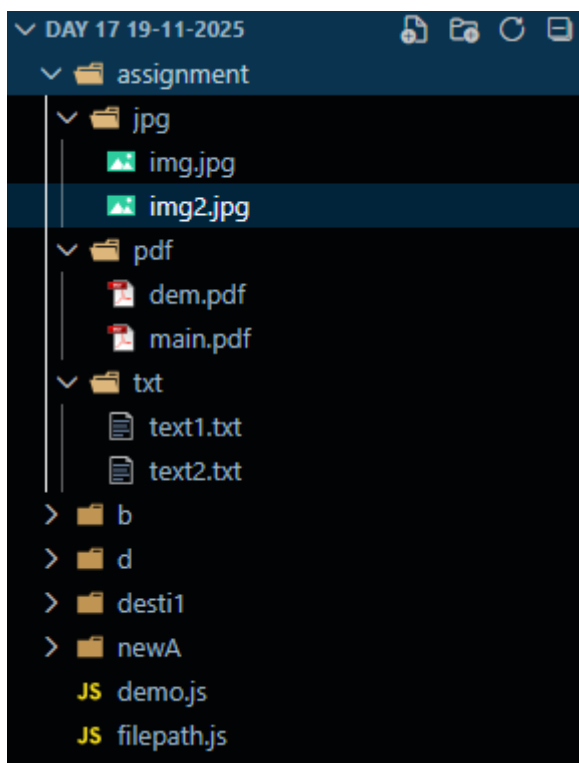 DAY 17 19-11-2025
assignment
jpg
img.jpg
img2.jpg
pdf
dem.pdf
main.pdf
txt
text1.txt
text2.txt
b
d
desti1
newA
JS demo.js
JS filepath.js